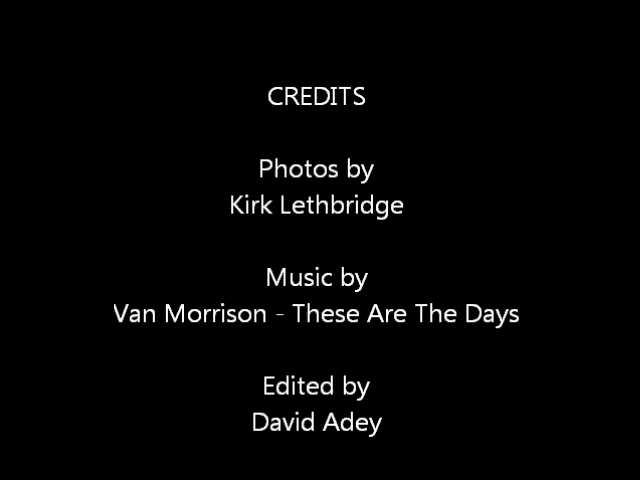 CREDITS
Photos by
Kirk Lethbridge
Music by
Van Morrison - These Are The Days
Edited by
David Adey